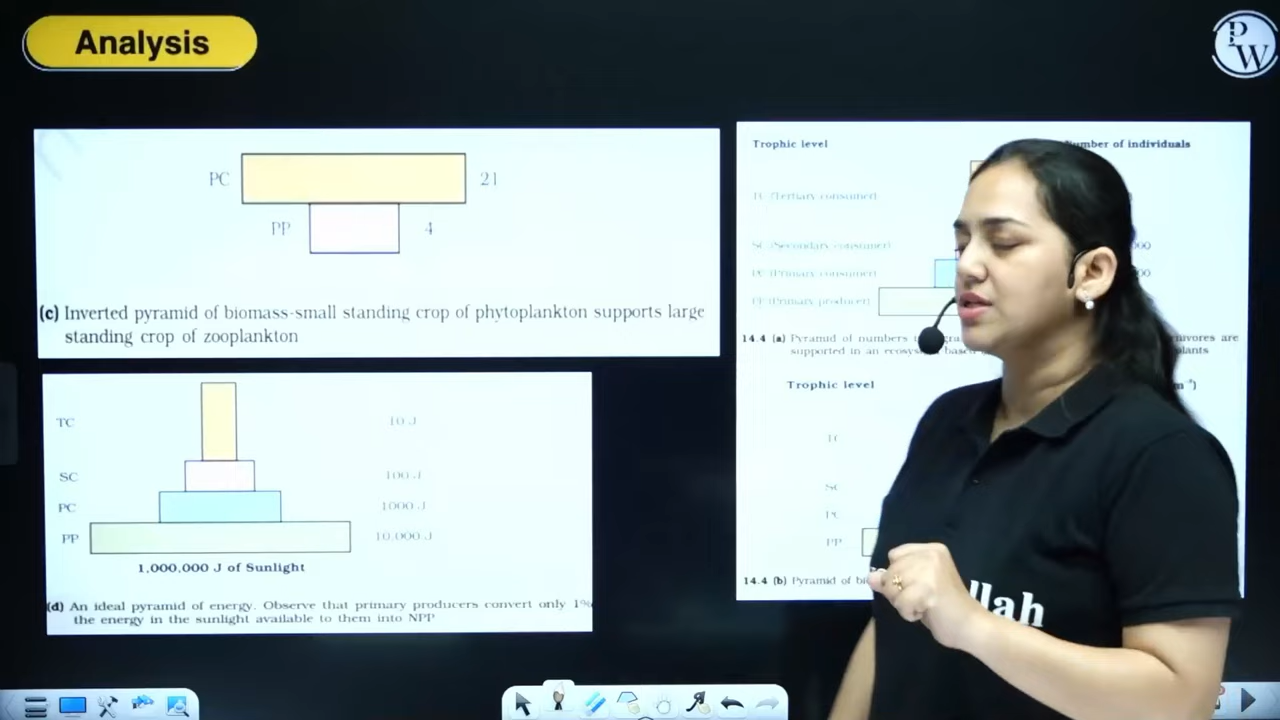 Analysis
PW
PC 21
PP 4
(c) Inverted pyramid of biomass-small standing crop of phytoplankton supports large
standing crop of zooplankton
TC 10 J
SC 100 J
PC 1000 J
PP 10,000 J
1,000,000 J of Sunlight
(d) An ideal pyramid of energy. Observe that primary producers convert only 1%
the energy in the sunlight available to them into NPP
Trophic level
Number of individuals
TC (Tertiary consumer)
SC (Secondary consumer)
PC (Primary consumer)
PP (Primary producer)
14.4 (a) Pyramid of numbers
supported in an ecosystem based
Trophic level
TC
SC
PC
PP
14.4 (b) Pyramid of
llah